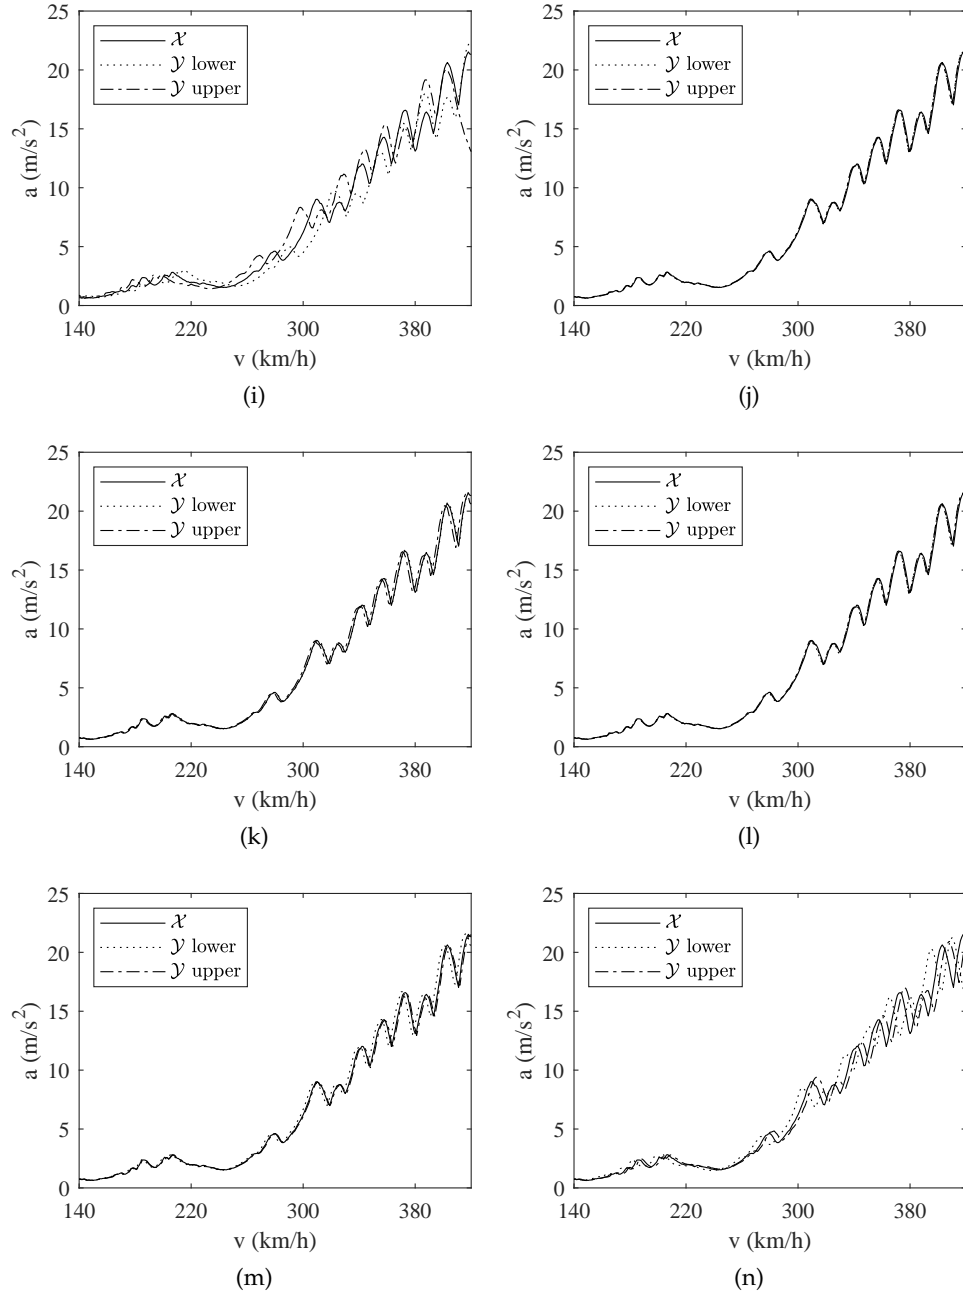 25
20
15
10
5
0
a (m/s²)
𝒳
𝒴 lower
𝒴 upper
140 220 300 380
v (km/h)
(i)
25
20
15
10
5
0
a (m/s²)
𝒳
𝒴 lower
𝒴 upper
140 220 300 380
v (km/h)
(j)
25
20
15
10
5
0
a (m/s²)
𝒳
𝒴 lower
𝒴 upper
140 220 300 380
v (km/h)
(k)
25
20
15
10
5
0
a (m/s²)
𝒳
𝒴 lower
𝒴 upper
140 220 300 380
v (km/h)
(l)
25
20
15
10
5
0
a (m/s²)
𝒳
𝒴 lower
𝒴 upper
140 220 300 380
v (km/h)
(m)
25
20
15
10
5
0
a (m/s²)
𝒳
𝒴 lower
𝒴 upper
140 220 300 380
v (km/h)
(n)